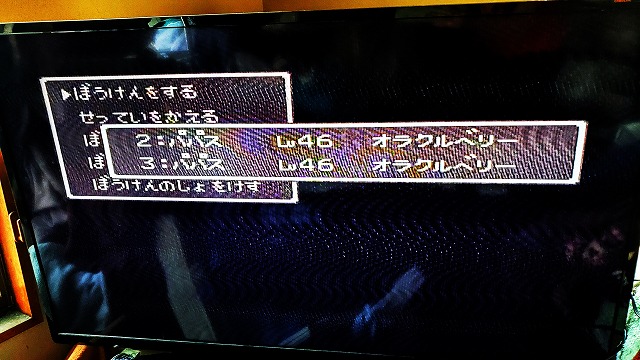 ▶ぼうけんをする
せっていをかえる
ぼ
2:パパス Lv46 オラクルベリー
ぼ
3:パパス Lv46 オラクルベリー
ぼうけんのしょをけす